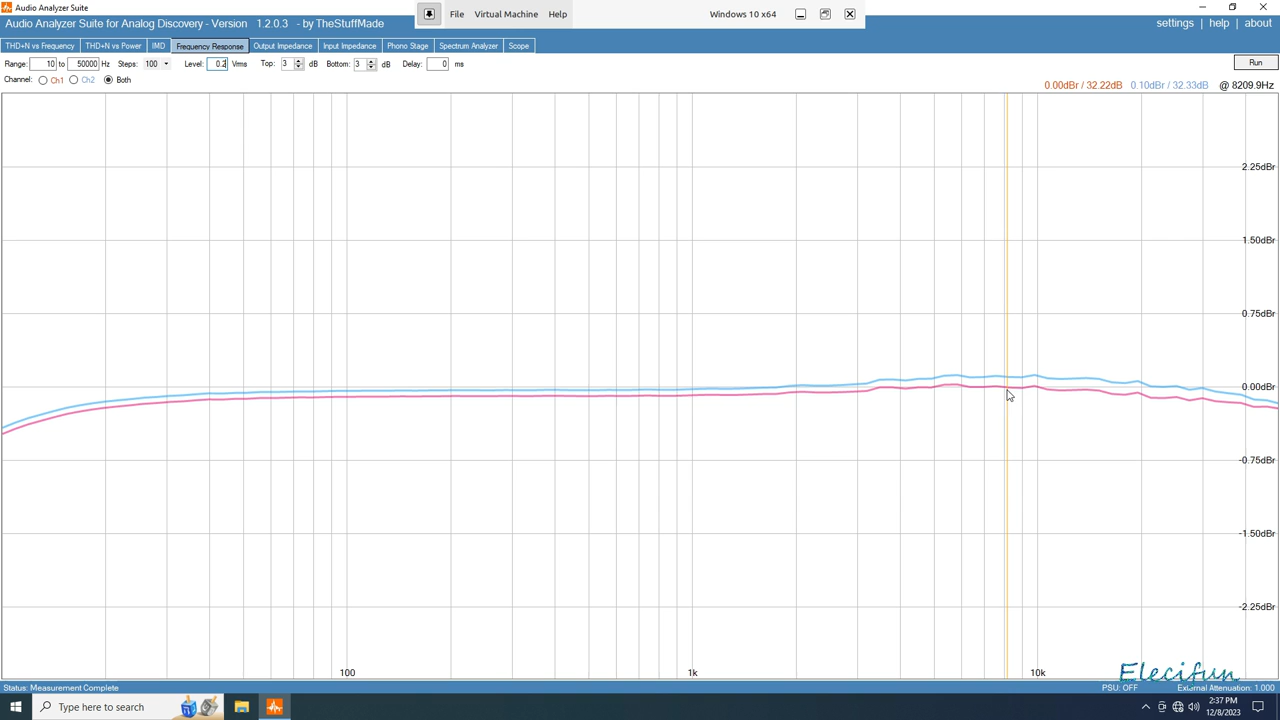 Audio Analyzer Suite
File Virtual Machine Help Windows 10 x64
Audio Analyzer Suite for Analog Discovery - Version 1.2.0.3 - by TheStuffMade
settings help about
THD+N vs Frequency THD+N vs Power IMD Frequency Response Output Impedance Input Impedance Phono Stage Spectrum Analyzer Scope
Range: 10 to 50000 Hz Steps: 100 Level: 0.2 Vrms Top: 3 dB Bottom: 3 dB Delay: 0 ms Run
Channel: Ch1 Ch2 Both
0.00dBr / 32.22dB 0.10dBr / 32.33dB @ 8209.9Hz
2.25dBr
1.50dBr
0.75dBr
0.00dBr
-0.75dBr
-1.50dBr
-2.25dBr
100 1k 10k
Elecifun
Status: Measurement Complete PSU: OFF External Attenuation: 1.000
Type here to search
2:37 PM
12/8/2023